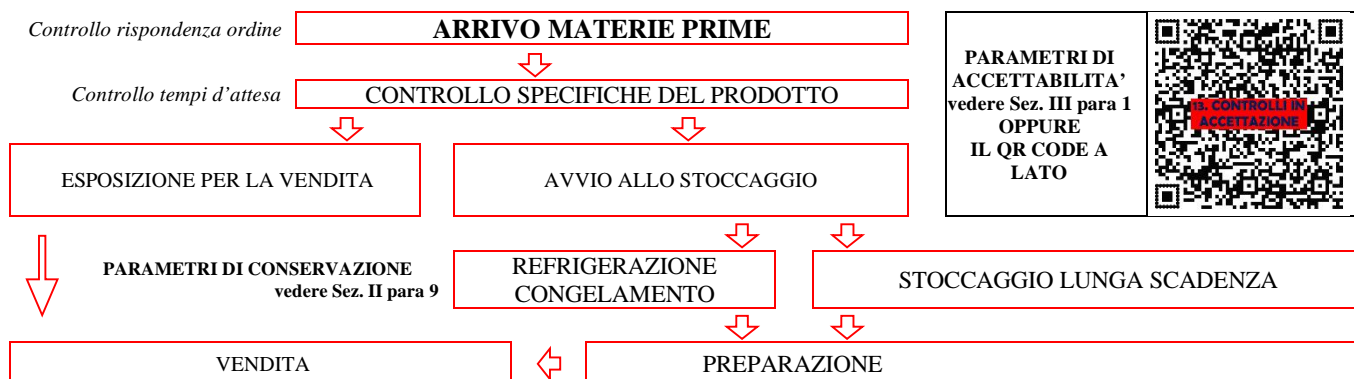 Controllo rispondenza ordine
ARRIVO MATERIE PRIME
Controllo tempi d'attesa
CONTROLLO SPECIFICHE DEL PRODOTTO
PARAMETRI DI
ACCETTABILITA'
vedere Sez. III para 1
OPPURE
IL QR CODE A
LATO
13. CONTROLLI IN
ACCETTAZIONE
ESPOSIZIONE PER LA VENDITA
AVVIO ALLO STOCCAGGIO
PARAMETRI DI CONSERVAZIONE
vedere Sez. II para 9
REFRIGERAZIONE
CONGELAMENTO
STOCCAGGIO LUNGA SCADENZA
VENDITA
PREPARAZIONE